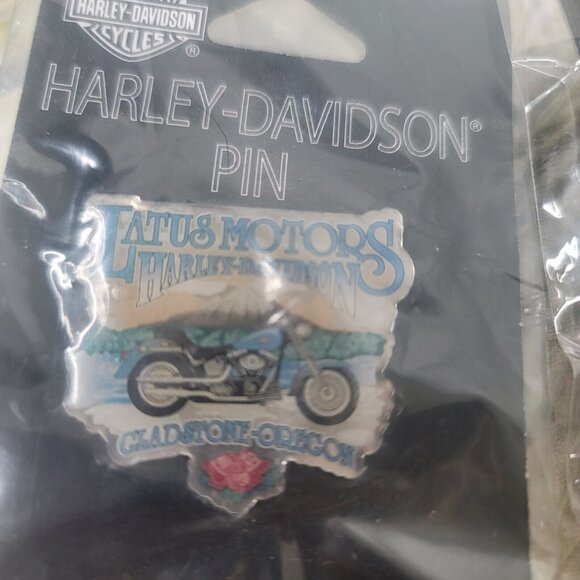 HARLEY-DAVIDSON
CYCLES
®
HARLEY-DAVIDSON®
PIN
LATUS MOTORS
HARLEY-DAVIDSON
GLADSTONE-OREGON